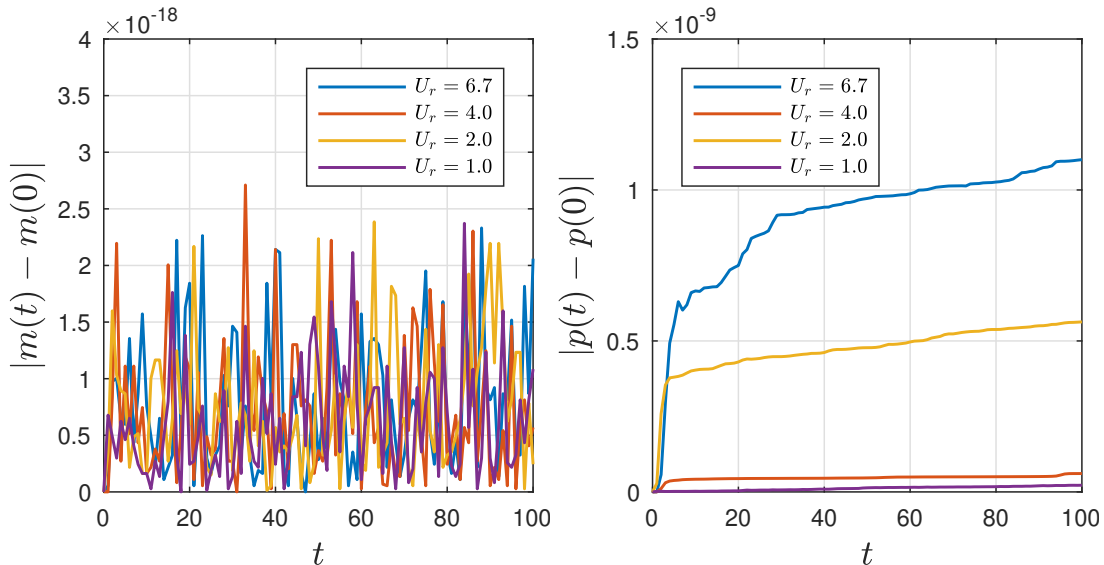 ×10⁻¹⁸
4
3.5
3
2.5
2
1.5
1
0.5
0
|m(t) − m(0)|
U_r = 6.7
U_r = 4.0
U_r = 2.0
U_r = 1.0
0 20 40 60 80 100
t
×10⁻⁹
1.5
1
0.5
0
|p(t) − p(0)|
U_r = 6.7
U_r = 4.0
U_r = 2.0
U_r = 1.0
0 20 40 60 80 100
t